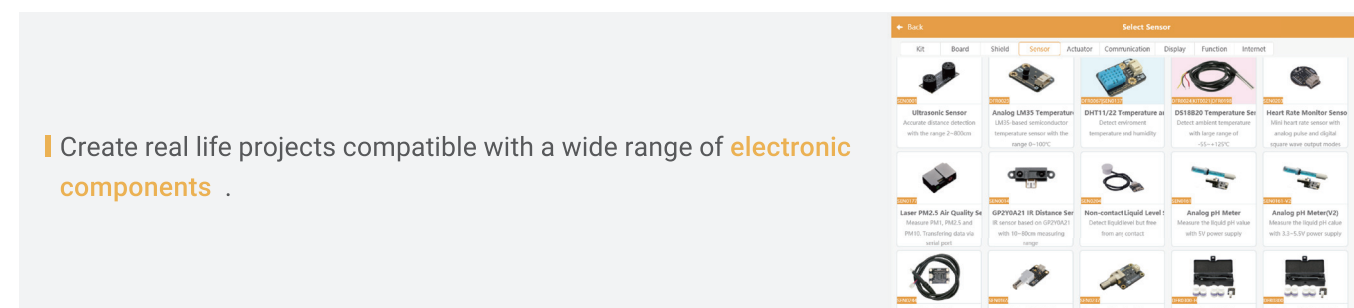 Create real life projects compatible with a wide range of electronic
components .
Back
Select Sensor
Kit Board Shield Sensor Actuator Communication Display Function Internet
Ultrasonic Sensor
Accurate distance detection
with the range 2~800cm
Analog LM35 Temperature
LM35-based semiconductor
temperature sensor with the
range 0~100°C
DHT11/22 Temprerature ar
Detect enviroment
temperature end humidity
DS18B20 Temperature Ser
Detect ambient temperature
with large range of
-55~+125°C
Heart Rate Monitor Senso
Mini heart rate sensor with
analog pulse and digital
square wave output modes
Laser PM2.5 Air Quality Se
Measure PM1, PM2.5 and
PM10, Transfering data via
serial port
GP2Y0A21 IR Distance Ser
IR sensor based on GP2Y0A21
with 10~80cm measuring
range
Non-contact Liquid Level S
Detect liquid level but free
from any contact
Analog pH Meter
Measure the liquid pH value
with 5V power supply
Analog pH Meter(V2)
Measure the liquid pH calue
with 3.3~5.5V power supply